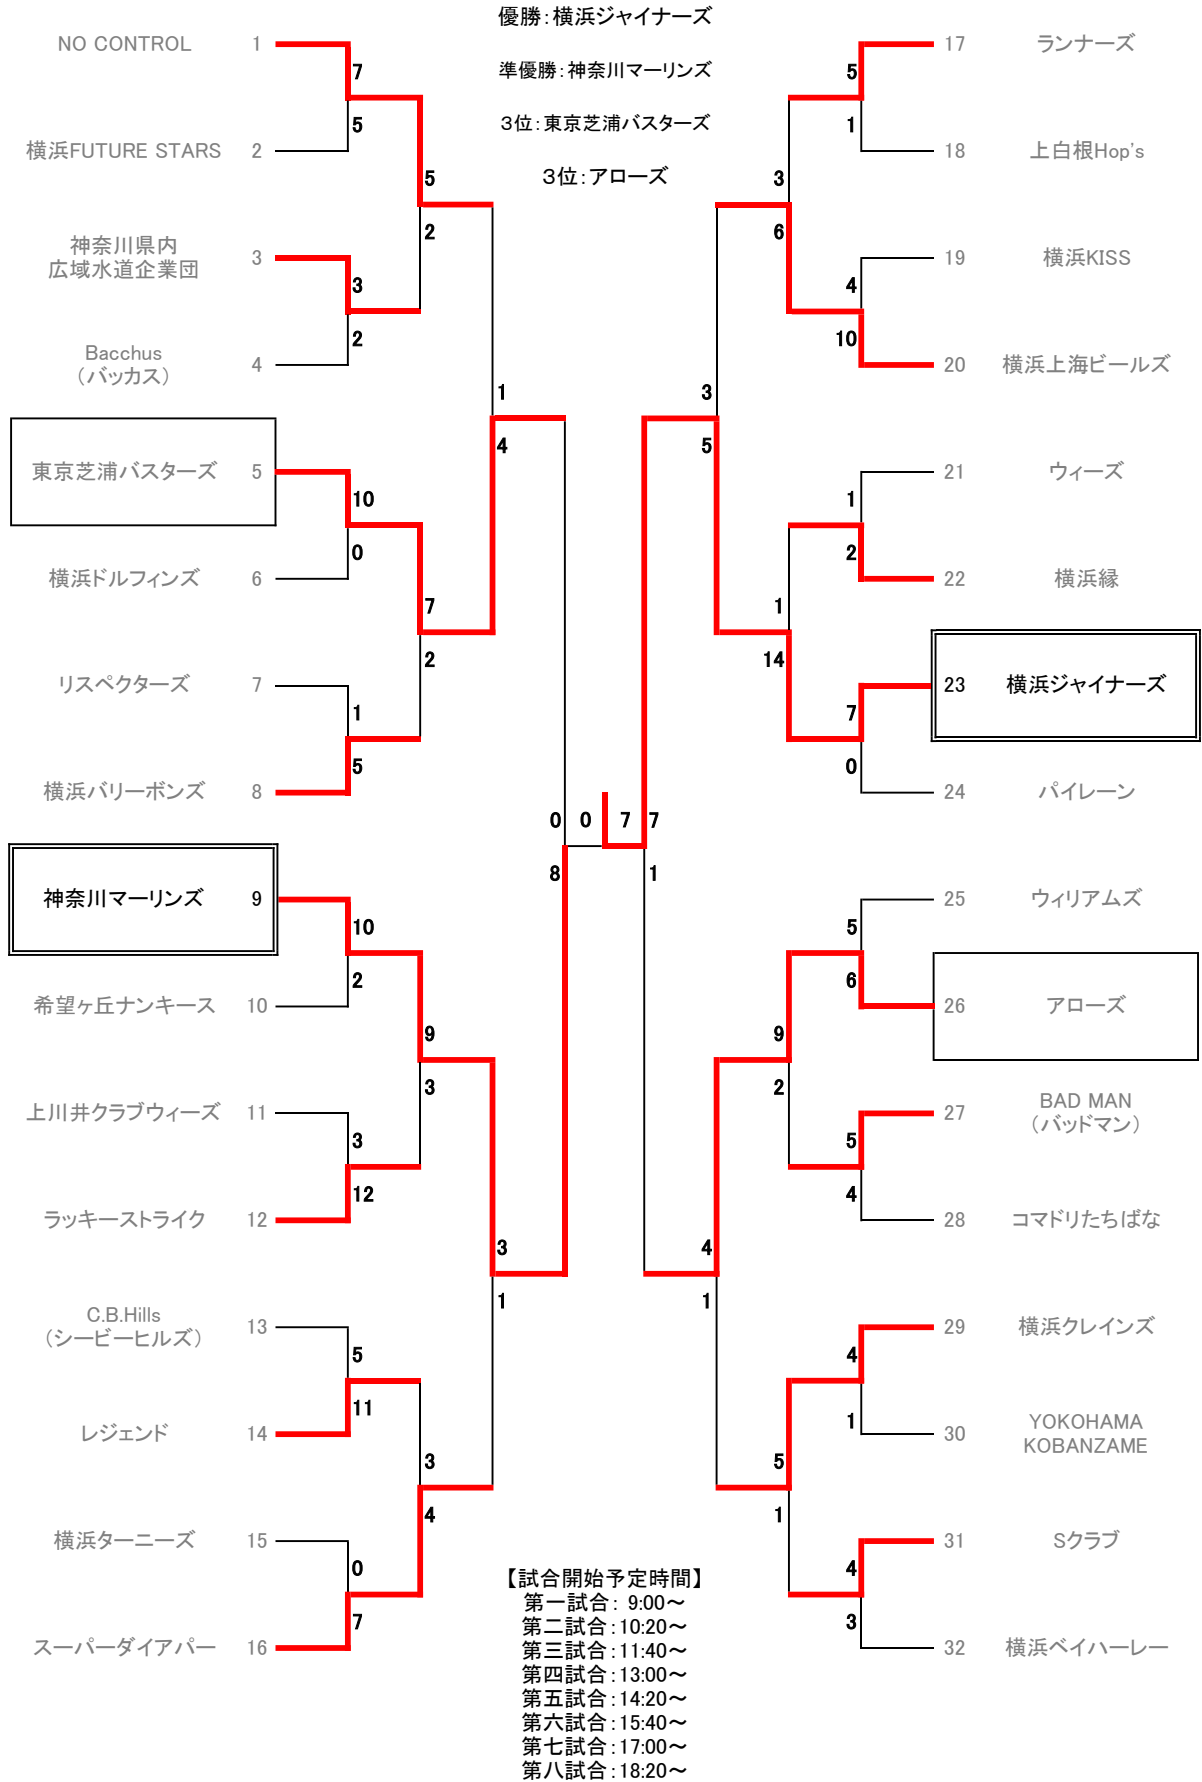 優勝：横浜ジャイナーズ
準優勝：神奈川マーリンズ
３位：東京芝浦バスターズ
３位：アローズ
NO CONTROL 1
7
5
横浜FUTURE STARS 2
5
2
神奈川県内
広域水道企業団 3
3
2
Bacchus
（バッカス） 4
1
4
東京芝浦バスターズ 5
10
0
横浜ドルフィンズ 6
7
2
リスペクターズ 7
1
5
横浜バリーボンズ 8
0 0 7 7
8 1
神奈川マーリンズ 9
10
2
希望ヶ丘ナンキース 10
9
3
上川井クラブウィーズ 11
3
12
ラッキーストライク 12
3
1
C.B.Hills
（シービーヒルズ） 13
5
11
レジェンド 14
3
4
横浜ターニーズ 15
0
7
スーパーダイアパー 16
17 ランナーズ
5
1
18 上白根Hop's
3
6
19 横浜KISS
4
10
20 横浜上海ビールズ
3
5
21 ウィーズ
1
2
22 横浜縁
1
14
23 横浜ジャイナーズ
7
0
24 パイレーン
25 ウィリアムズ
5
6
26 アローズ
9
2
27 BAD MAN
（バッドマン）
5
4
28 コマドリたちばな
4
1
29 横浜クレインズ
4
1
30 YOKOHAMA
KOBANZAME
5
1
31 Sクラブ
4
3
32 横浜ベイハーレー
【試合開始予定時間】
第一試合： 9:00～
第二試合：10:20～
第三試合：11:40～
第四試合：13:00～
第五試合：14:20～
第六試合：15:40～
第七試合：17:00～
第八試合：18:20～